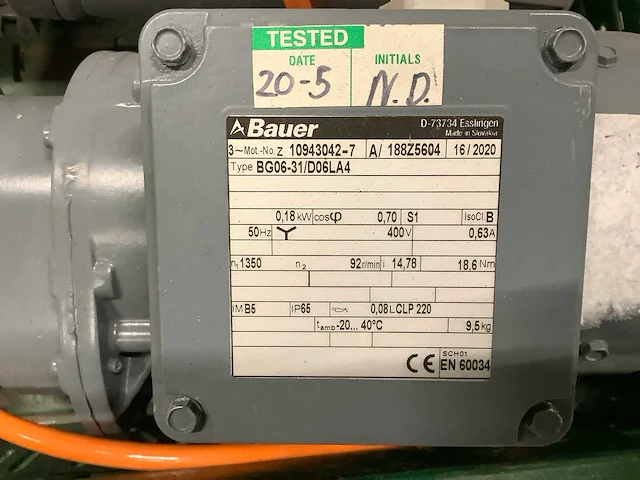 TESTED
DATE INITIALS
20-5 N.D.
Bauer D-73734 Esslingen
Made in Slovakia
3~Mot.-No. Z 10943042-7 A/ 188Z5604 16/2020
Type BG06-31/D06LA4
0,18 kW cosφ 0,70 S1 IsoCl. B
50Hz Y 400 V 0,63A
n₁ 1350 n₂ 92 r/min i 14,78 18,6 Nm
IM B5 IP65 0,08 L CLP 220
tamb -20... 40°C 9,5 kg
SCH01
CE EN 60034